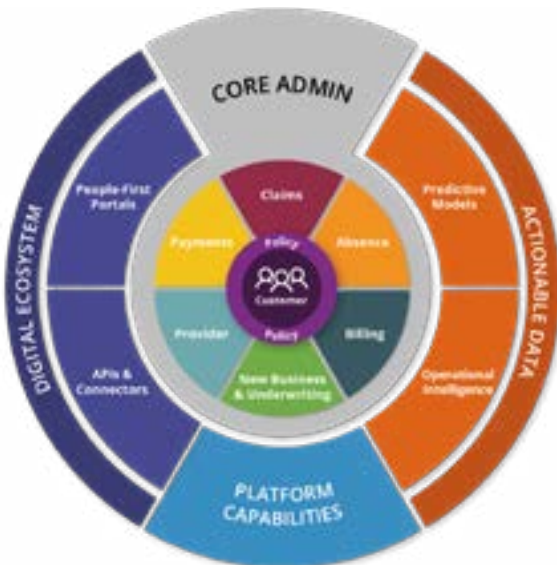 CORE ADMIN
DIGITAL ECOSYSTEM
People-First
Portals
APIs &
Connectors
Claims
Payments
Absence
Policy
Customer
Policy
Provider
Billing
New Business
& Underwriting
Predictive
Models
Operational
Intelligence
ACTIONABLE DATA
PLATFORM
CAPABILITIES